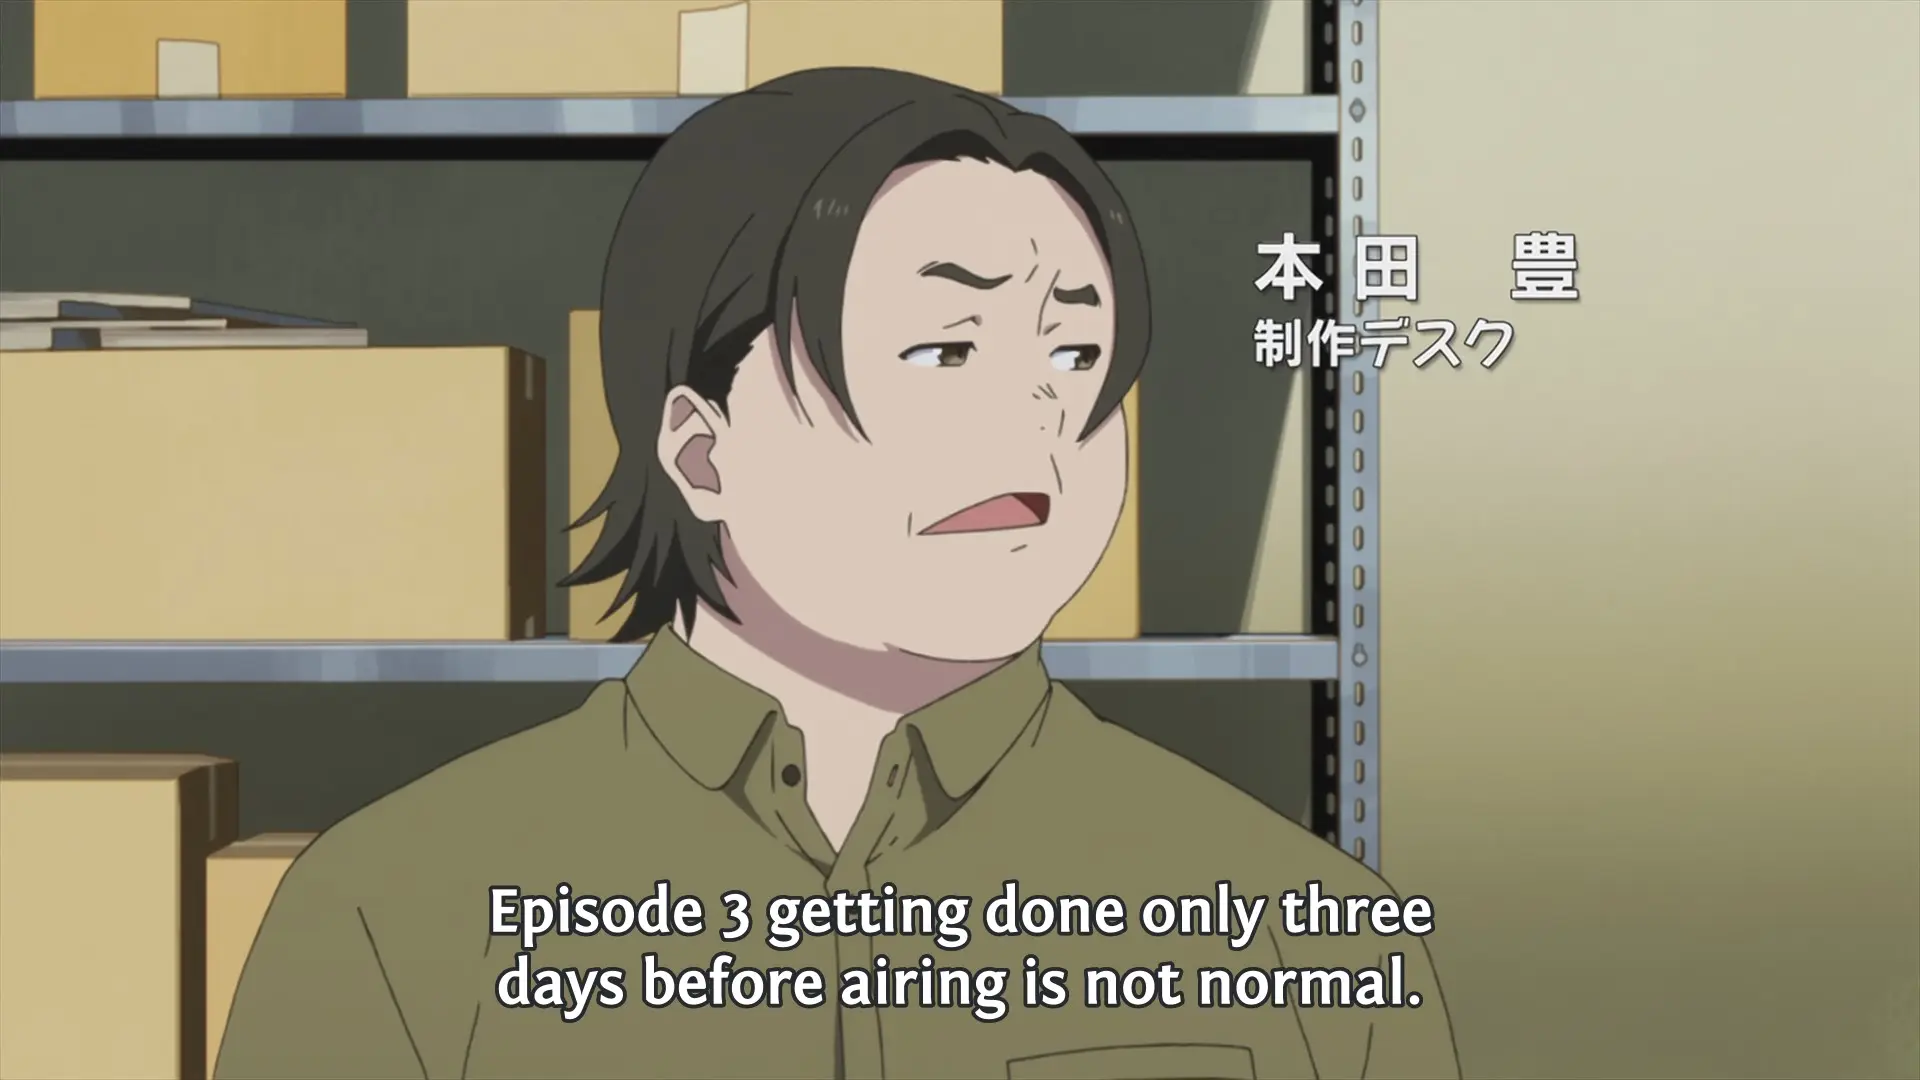 本田 豊
制作デスク
Episode 3 getting done only three
days before airing is not normal.